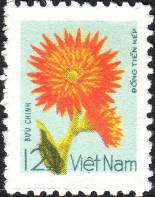 ĐỒNG TIỀN KÉP
BƯU CHÍNH
12
Việt Nam